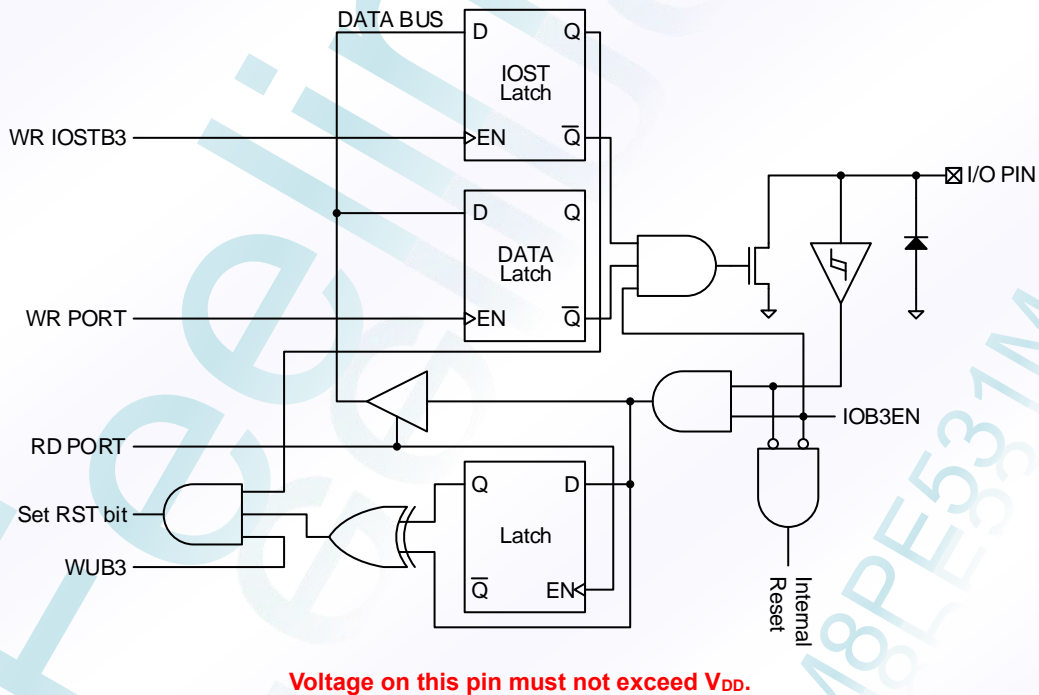 DATA BUS
D
Q
IOST
Latch
WR IOSTB3
EN
Q
I/O PIN
D
Q
DATA
Latch
WR PORT
EN
Q
IOB3EN
RD PORT
Q
D
Set RST bit
Latch
WUB3
Q
EN
Internal
Reset
Voltage on this pin must not exceed VDD.
Feeling